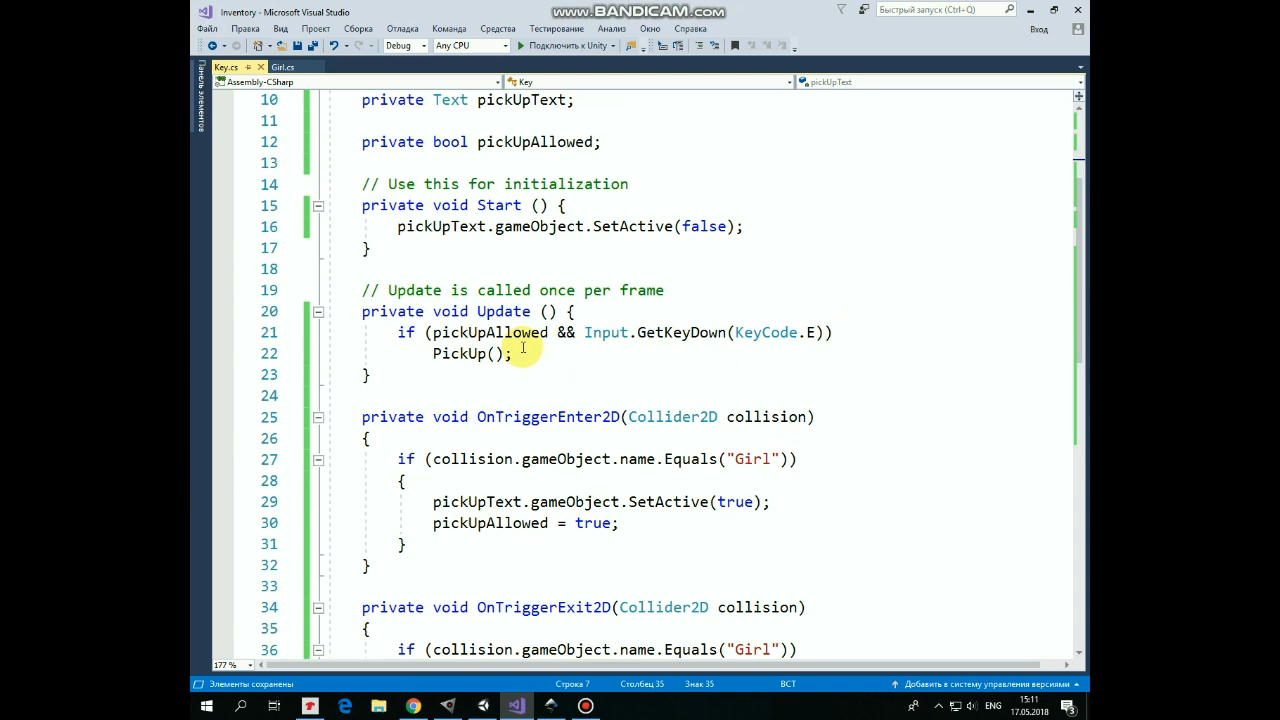 Inventory - Microsoft Visual Studio
www.BANDICAM.com
Быстрый запуск (Ctrl+Q)
Файл Правка Вид Проект Сборка Отладка Команда Средства Тестирование Анализ Окно Справка Вход
Debug Any CPU Подключить к Unity
Панель элементов
Key.cs Girl.cs
Assembly-CSharp Key pickUpText
10 private Text pickUpText;
11
12 private bool pickUpAllowed;
13
14 // Use this for initialization
15 private void Start () {
16 pickUpText.gameObject.SetActive(false);
17 }
18
19 // Update is called once per frame
20 private void Update () {
21 if (pickUpAllowed && Input.GetKeyDown(KeyCode.E))
22 PickUp();
23 }
24
25 private void OnTriggerEnter2D(Collider2D collision)
26 {
27 if (collision.gameObject.name.Equals("Girl"))
28 {
29 pickUpText.gameObject.SetActive(true);
30 pickUpAllowed = true;
31 }
32 }
33
34 private void OnTriggerExit2D(Collider2D collision)
35 {
36 if (collision.gameObject.name.Equals("Girl"))
177 %
Элементы сохранены Строка 7 Столбец 35 Знак 35 ВСТ Добавить в систему управления версиями
ENG
15:11
17.05.2018
3